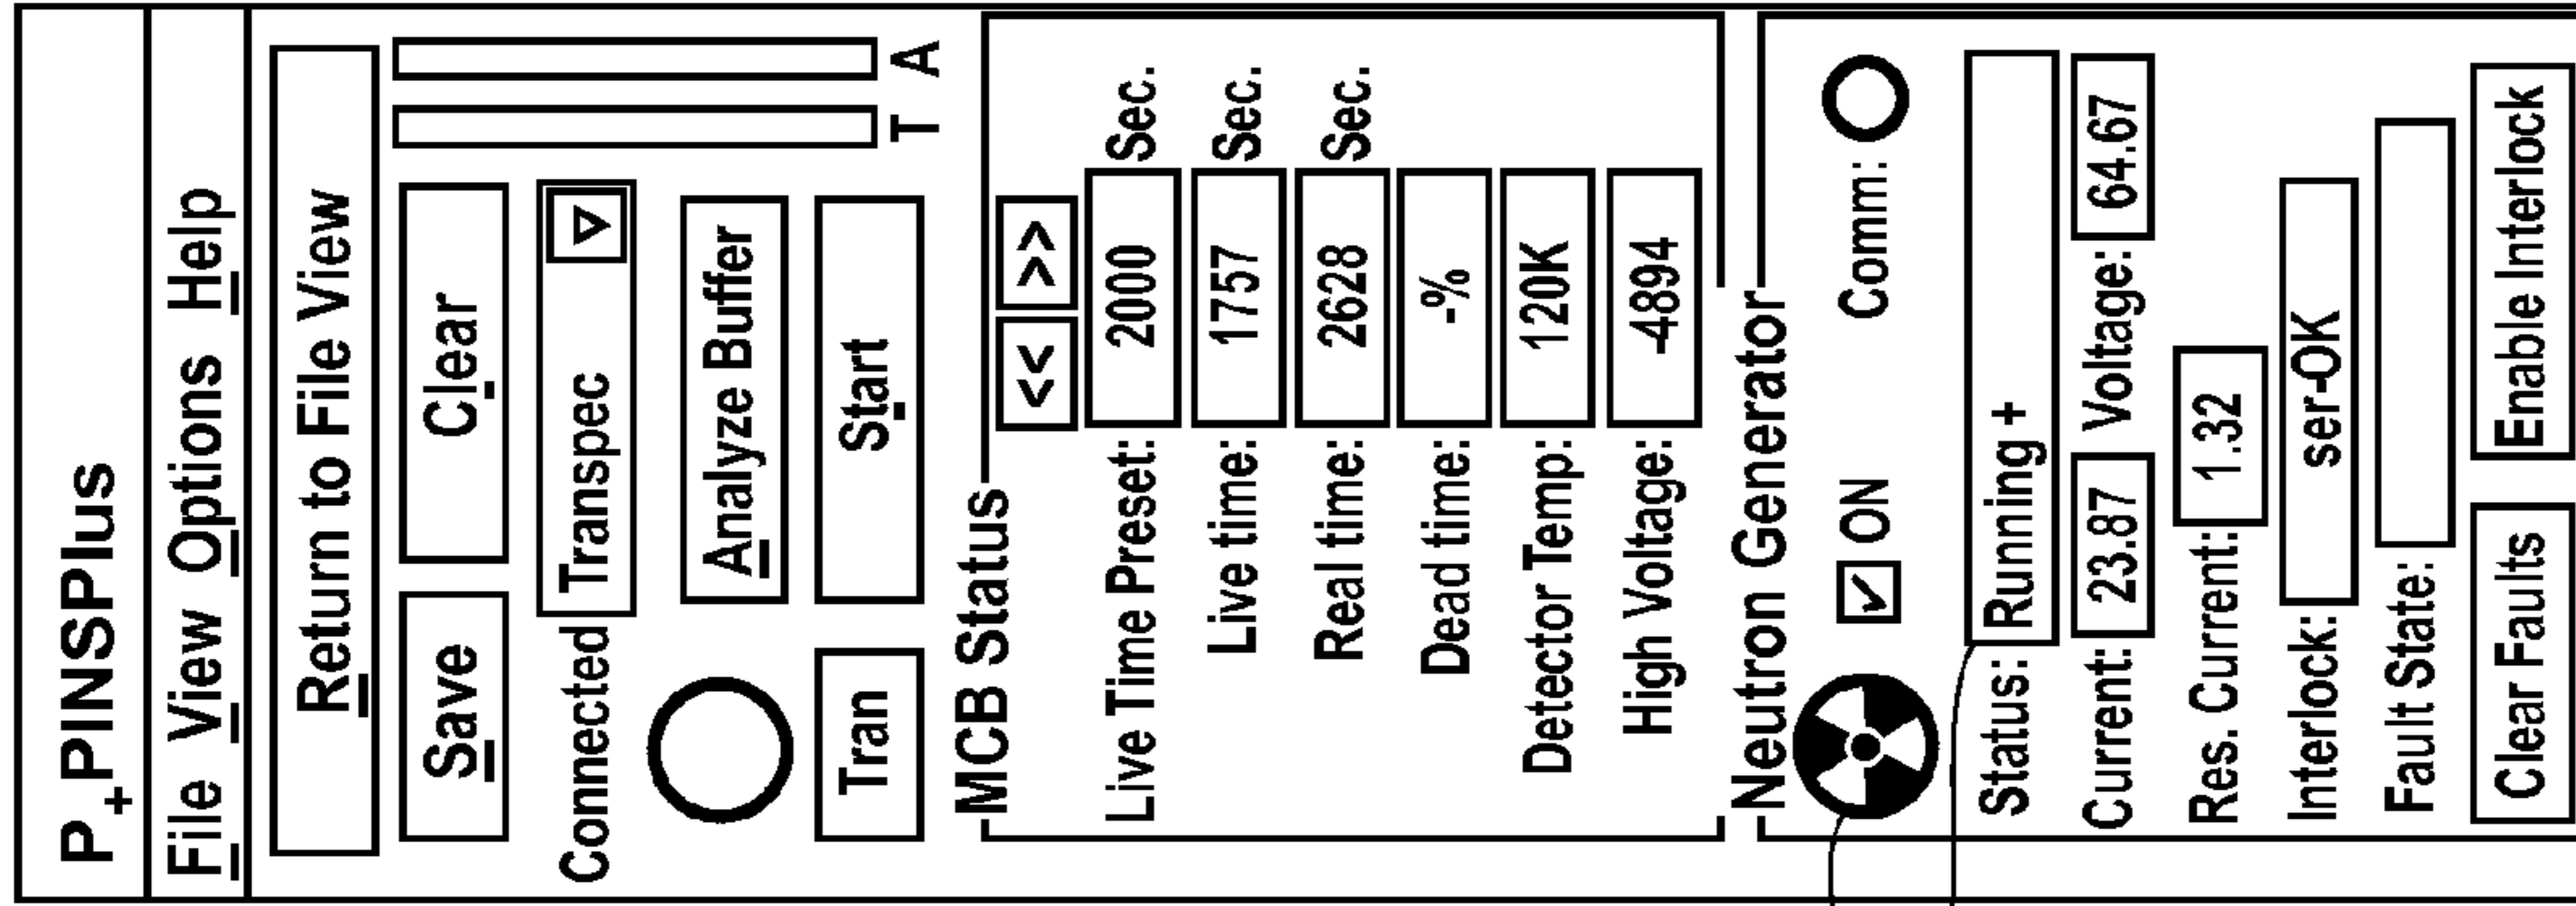 P+PINSPlus
File View Options Help
Return to File View
Save Clear
Connected Transpec
Analyze Buffer
Tran Start
T A
MCB Status
<< >>
Live Time Preset: 2000 Sec.
Live time: 1757 Sec.
Real time: 2628 Sec.
Dead time: -%
Detector Temp: 120K
High Voltage: -4894
Neutron Generator
ON Comm:
Status: Running +
Current: 23.87 Voltage: 64.67
Res. Current: 1.32
Interlock: ser-OK
Fault State:
Clear Faults Enable Interlock